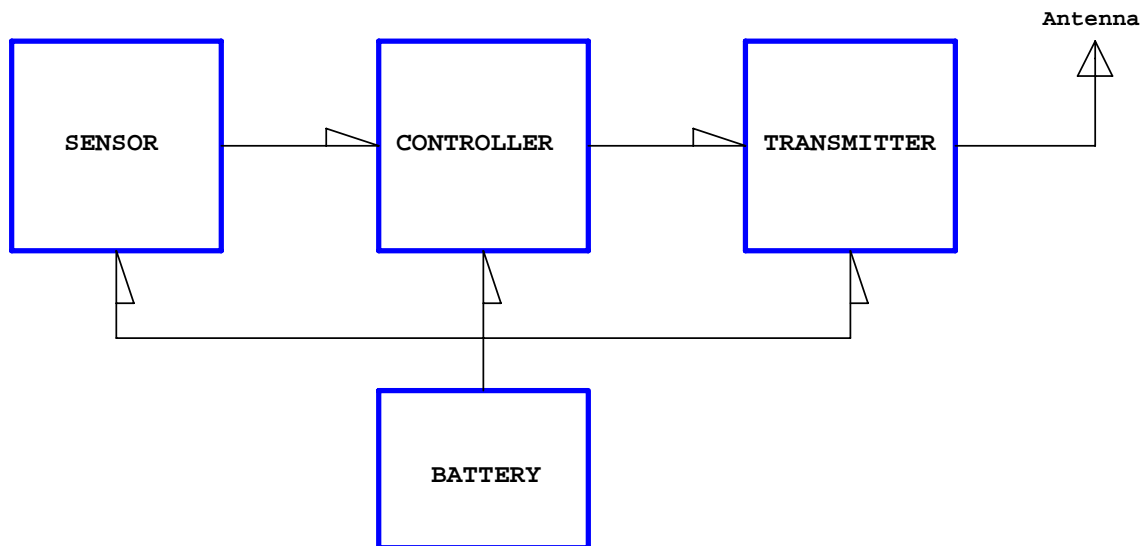 Antenna
SENSOR
CONTROLLER
TRANSMITTER
BATTERY